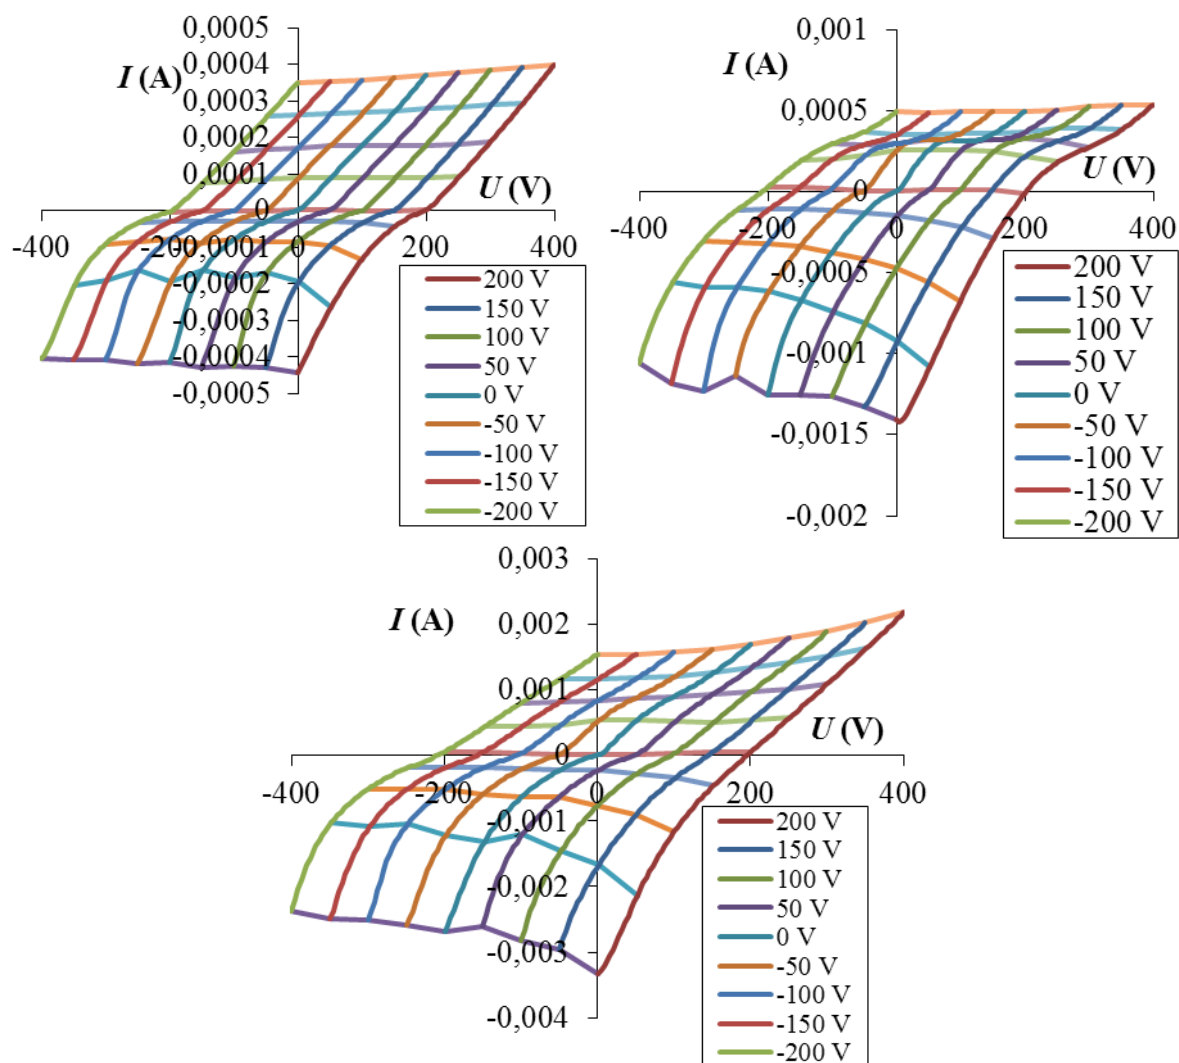 0,0005
0,0004
I (A)
0,0003
0,0002
0,0001
U (V)
0
-400
-200
0
200
400
-0,0001
-0,0002
-0,0003
-0,0004
-0,0005
200 V
150 V
100 V
50 V
0 V
-50 V
-100 V
-150 V
-200 V
0,001
I (A)
0,0005
U (V)
0
-400
-200
0
200
400
-0,0005
-0,001
-0,0015
-0,002
200 V
150 V
100 V
50 V
0 V
-50 V
-100 V
-150 V
-200 V
0,003
I (A)
0,002
0,001
U (V)
0
-400
-200
0
200
400
-0,001
-0,002
-0,003
-0,004
200 V
150 V
100 V
50 V
0 V
-50 V
-100 V
-150 V
-200 V